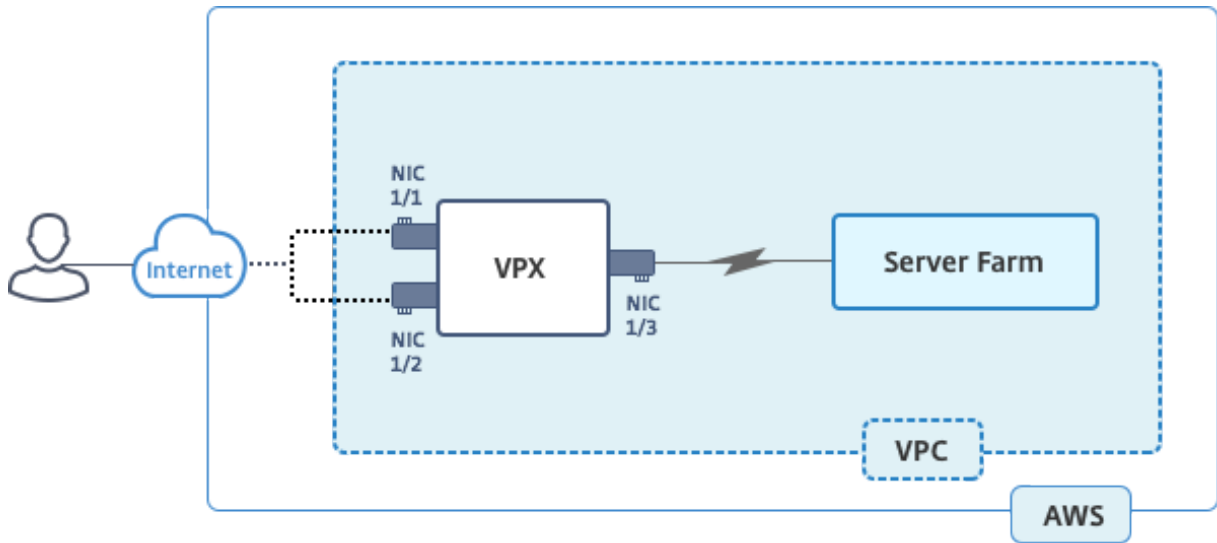 NIC
1/1
Internet
VPX
NIC
1/2
NIC
1/3
Server Farm
VPC
AWS